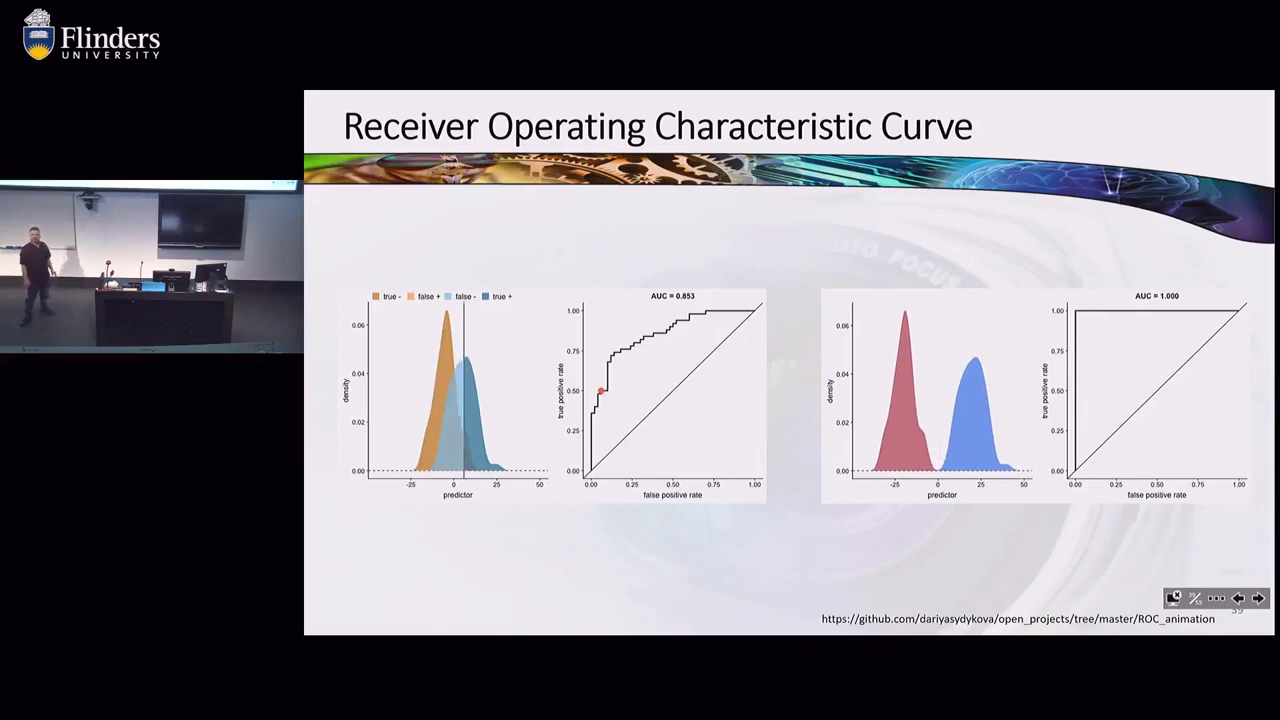 Flinders
UNIVERSITY
Receiver Operating Characteristic Curve
true - false + false - true +
0.06
0.04
0.02
0.00
density
-25 0 25 50
predictor
AUC = 0.853
1.00
0.75
0.50
0.25
0.00
true positive rate
0.00 0.25 0.50 0.75 1.00
false positive rate
0.06
0.04
0.02
0.00
density
-25 0 25 50
predictor
AUC = 1.000
1.00
0.75
0.50
0.25
0.00
true positive rate
0.00 0.25 0.50 0.75 1.00
false positive rate
FOCUS
https://github.com/dariyasydykova/open_projects/tree/master/ROC_animation